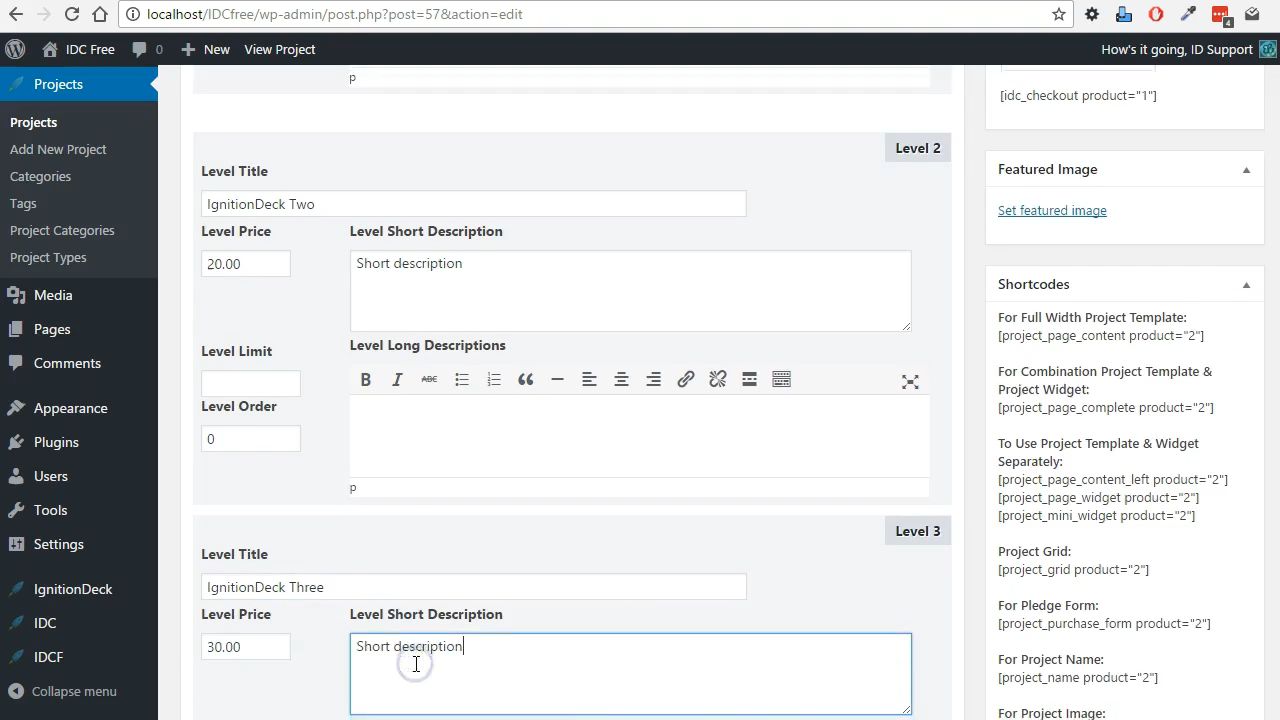 localhost/IDCfree/wp-admin/post.php?post=57&action=edit
4
IDC Free
0
New
View Project
How's it going, ID Support
Projects
Projects
Add New Project
Categories
Tags
Project Categories
Project Types
Media
Pages
Comments
Appearance
Plugins
Users
Tools
Settings
IgnitionDeck
IDC
IDCF
Collapse menu
p
Level 2
Level Title
IgnitionDeck Two
Level Price
Level Short Description
20.00
Short description
Level Limit
Level Long Descriptions
B I ABC
Level Order
0
p
Level 3
Level Title
IgnitionDeck Three
Level Price
Level Short Description
30.00
Short description
[idc_checkout product="1"]
Featured Image
Set featured image
Shortcodes
For Full Width Project Template:
[project_page_content product="2"]
For Combination Project Template &
Project Widget:
[project_page_complete product="2"]
To Use Project Template & Widget
Separately:
[project_page_content_left product="2"]
[project_page_widget product="2"]
[project_mini_widget product="2"]
Project Grid:
[project_grid product="2"]
For Pledge Form:
[project_purchase_form product="2"]
For Project Name:
[project_name product="2"]
For Project Image: